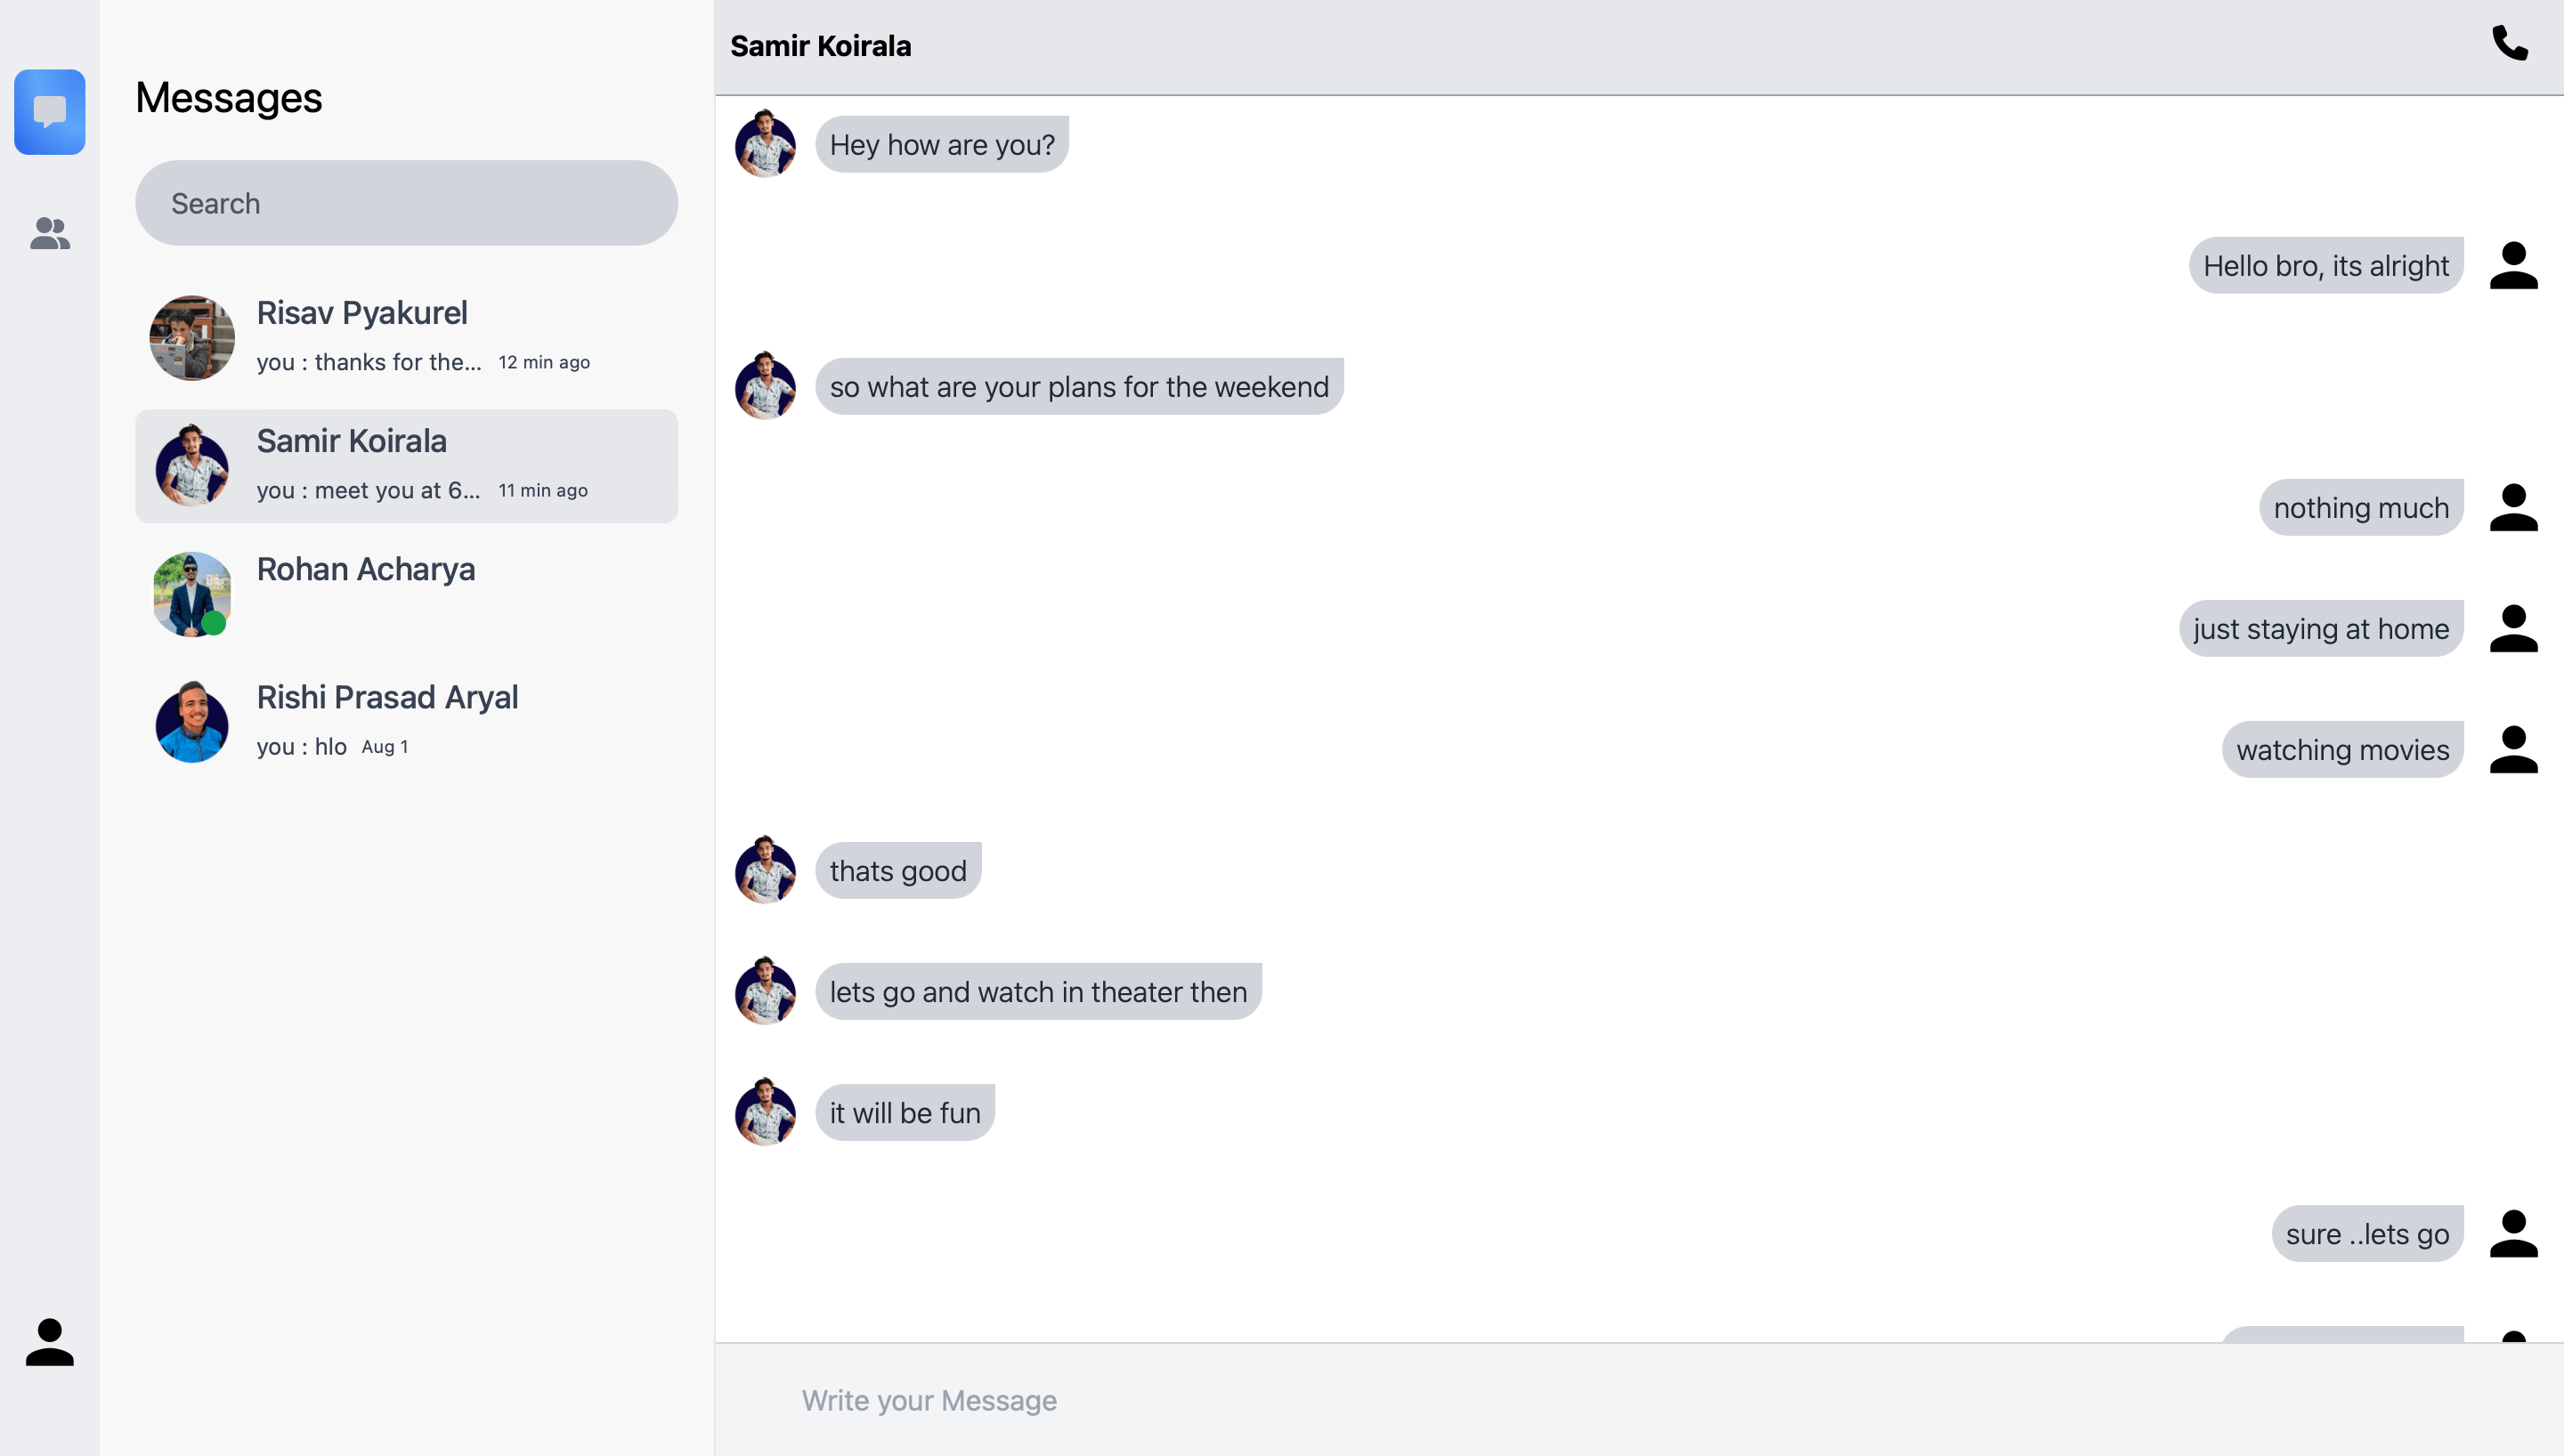 Messages
Search
Risav Pyakurel
you : thanks for the... 12 min ago
Samir Koirala
you : meet you at 6... 11 min ago
Rohan Acharya
Rishi Prasad Aryal
you : hlo Aug 1
Samir Koirala
Hey how are you?
Hello bro, its alright
so what are your plans for the weekend
nothing much
just staying at home
watching movies
thats good
lets go and watch in theater then
it will be fun
sure ..lets go
Write your Message